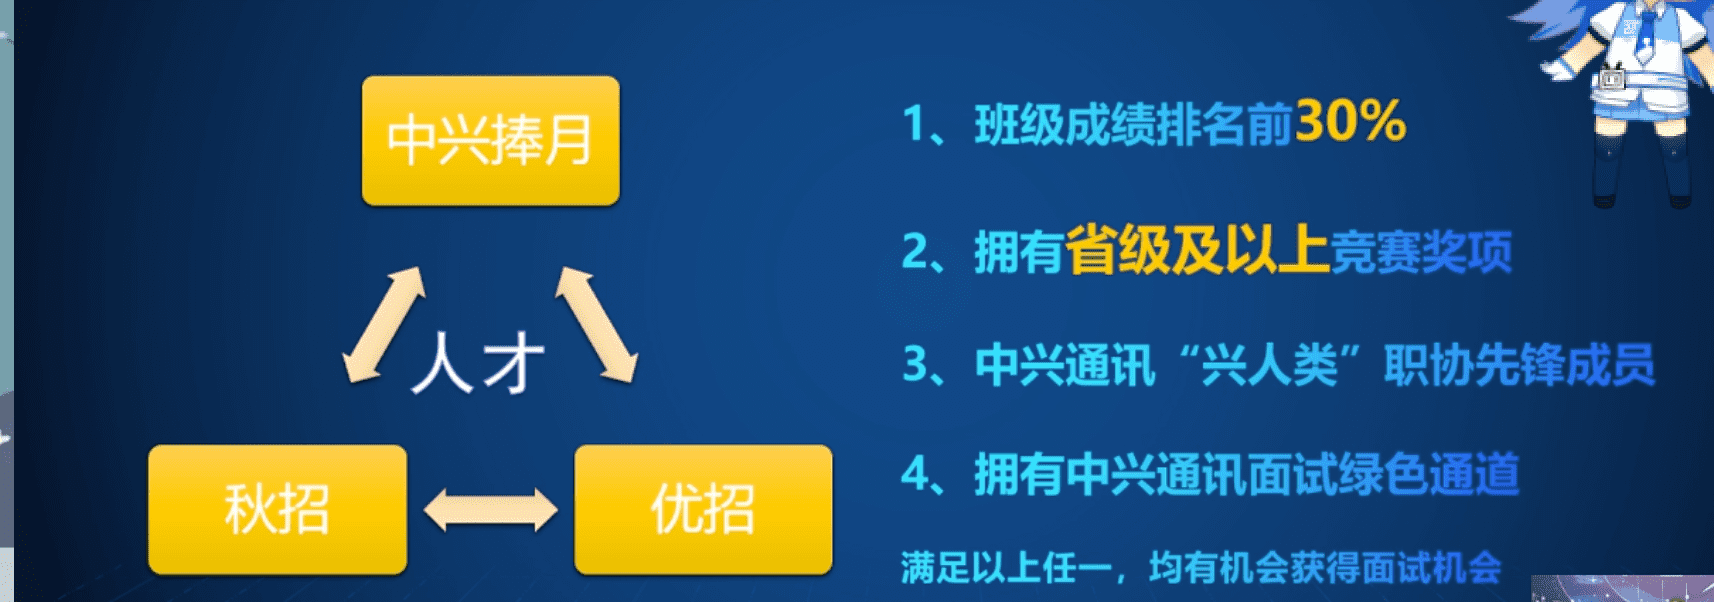 中兴捧月
人才
秋招
优招
1、班级成绩排名前30%
2、拥有省级及以上竞赛奖项
3、中兴通讯“兴人类”职协先锋成员
4、拥有中兴通讯面试绿色通道
满足以上任一，均有机会获得面试机会